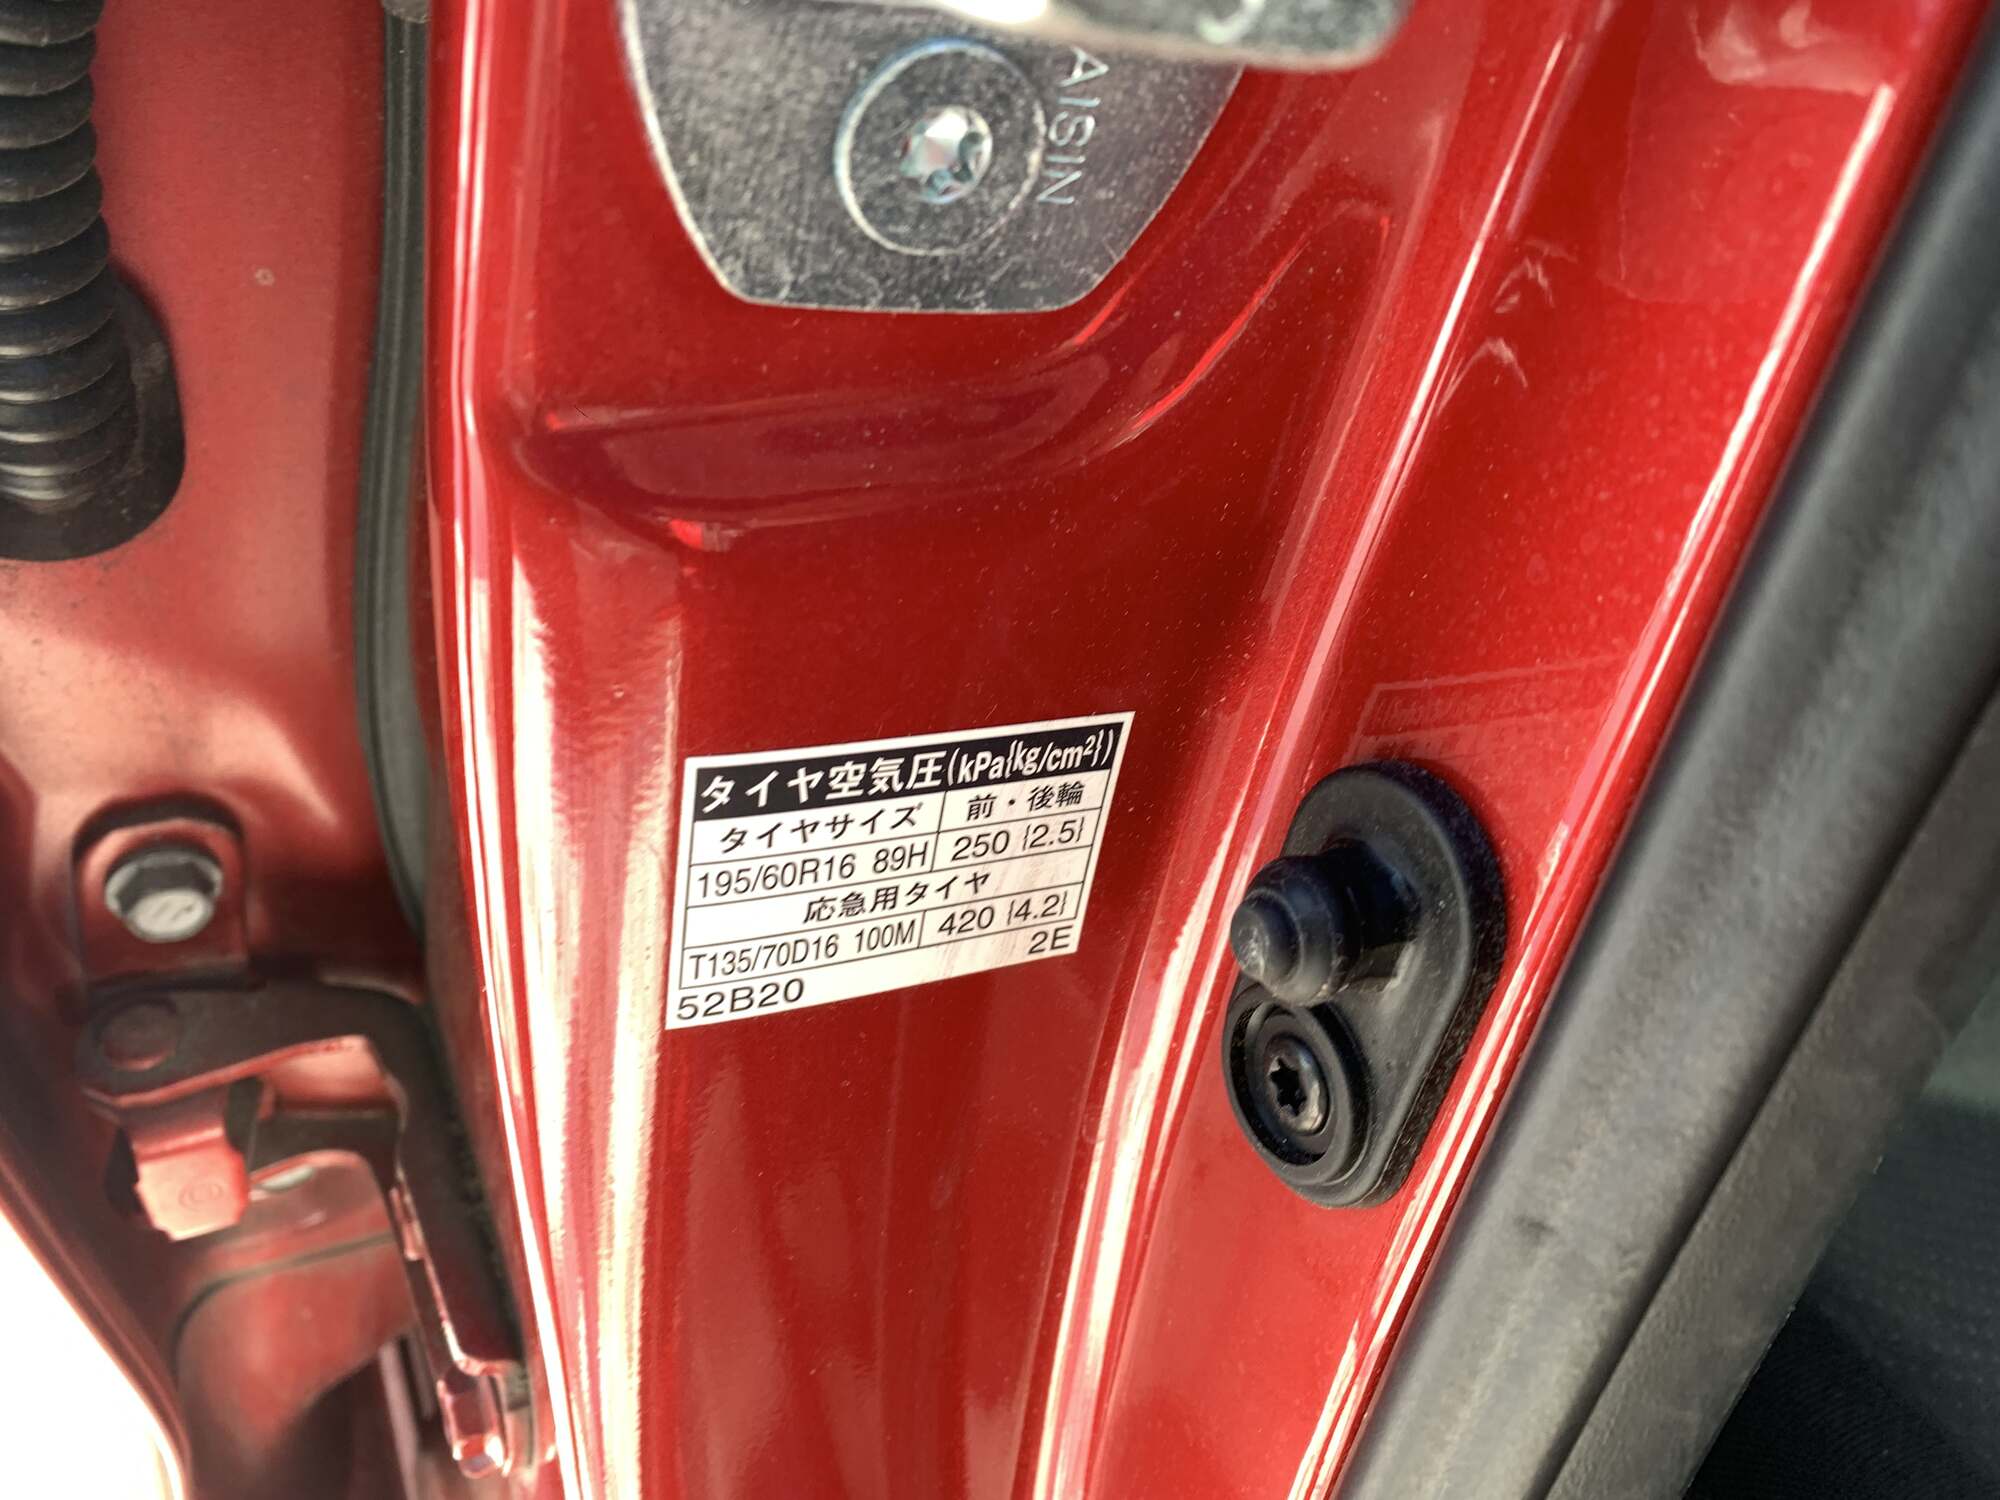 AISIN
タイヤ空気圧(kPa{kg/cm²})
タイヤサイズ 前・後輪
195/60R16 89H 250 {2.5}
応急用タイヤ
T135/70D16 100M 420 {4.2}
52B20 2E